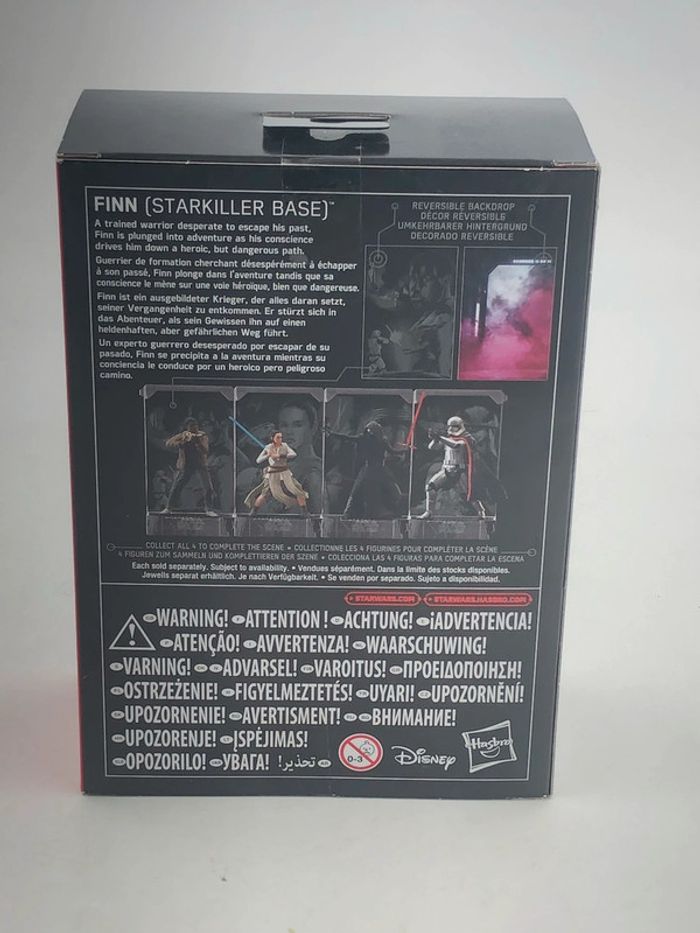 FINN (STARKILLER BASE)™
A trained warrior desperate to escape his past,
Finn is plunged into adventure as his conscience
drives him down a heroic, but dangerous path.
Guerrier de formation cherchant désespérément à échapper
à son passé, Finn plonge dans l'aventure tandis que sa
conscience le mène sur une voie héroïque, bien que dangereuse.
Finn ist ein ausgebildeter Krieger, der alles daran setzt,
seiner Vergangenheit zu entkommen. Er stürzt sich in
das Abenteuer, als sein Gewissen ihn auf einen
heldenhaften, aber gefährlichen Weg führt.
Un experto guerrero desesperado por escapar de su
pasado, Finn se precipita a la aventura mientras su
conciencia le conduce por un heroico pero peligroso
camino.
REVERSIBLE BACKDROP
DÉCOR RÉVERSIBLE
UMKEHRBARER HINTERGRUND
DECORADO REVERSIBLE
COLLECT ALL 4 TO COMPLETE THE SCENE • COLLECTIONNE LES 4 FIGURINES POUR COMPLÉTER LA SCÈNE
4 FIGUREN ZUM SAMMELN UND KOMPLETTIEREN DER SZENE • COLECCIONA LAS 4 FIGURAS PARA COMPLETAR LA ESCENA
Each sold separately. Subject to availability. • Vendues séparément. Dans la limite des stocks disponibles.
Jeweils separat erhältlich. Je nach Verfügbarkeit. • Se venden por separado. Sujeto a disponibilidad.
STARWARS.COM STARWARS.HASBRO.COM
WARNING! ATTENTION ! ACHTUNG! ¡ADVERTENCIA!
ATENÇÃO! AVVERTENZA! WAARSCHUWING!
VARNING! ADVARSEL! VAROITUS! ΠΡΟΕΙΔΟΠΟΙΗΣΗ!
OSTRZEŻENIE! FIGYELMEZTETÉS! UYARI! UPOZORNĚNÍ!
UPOZORNENIE! AVERTISMENT! ВНИМАНИЕ!
UPOZORENJE! ĮSPĖJIMAS!
OPOZORILO! УВАГА! تحذير!
0-3
Disney
Hasbro